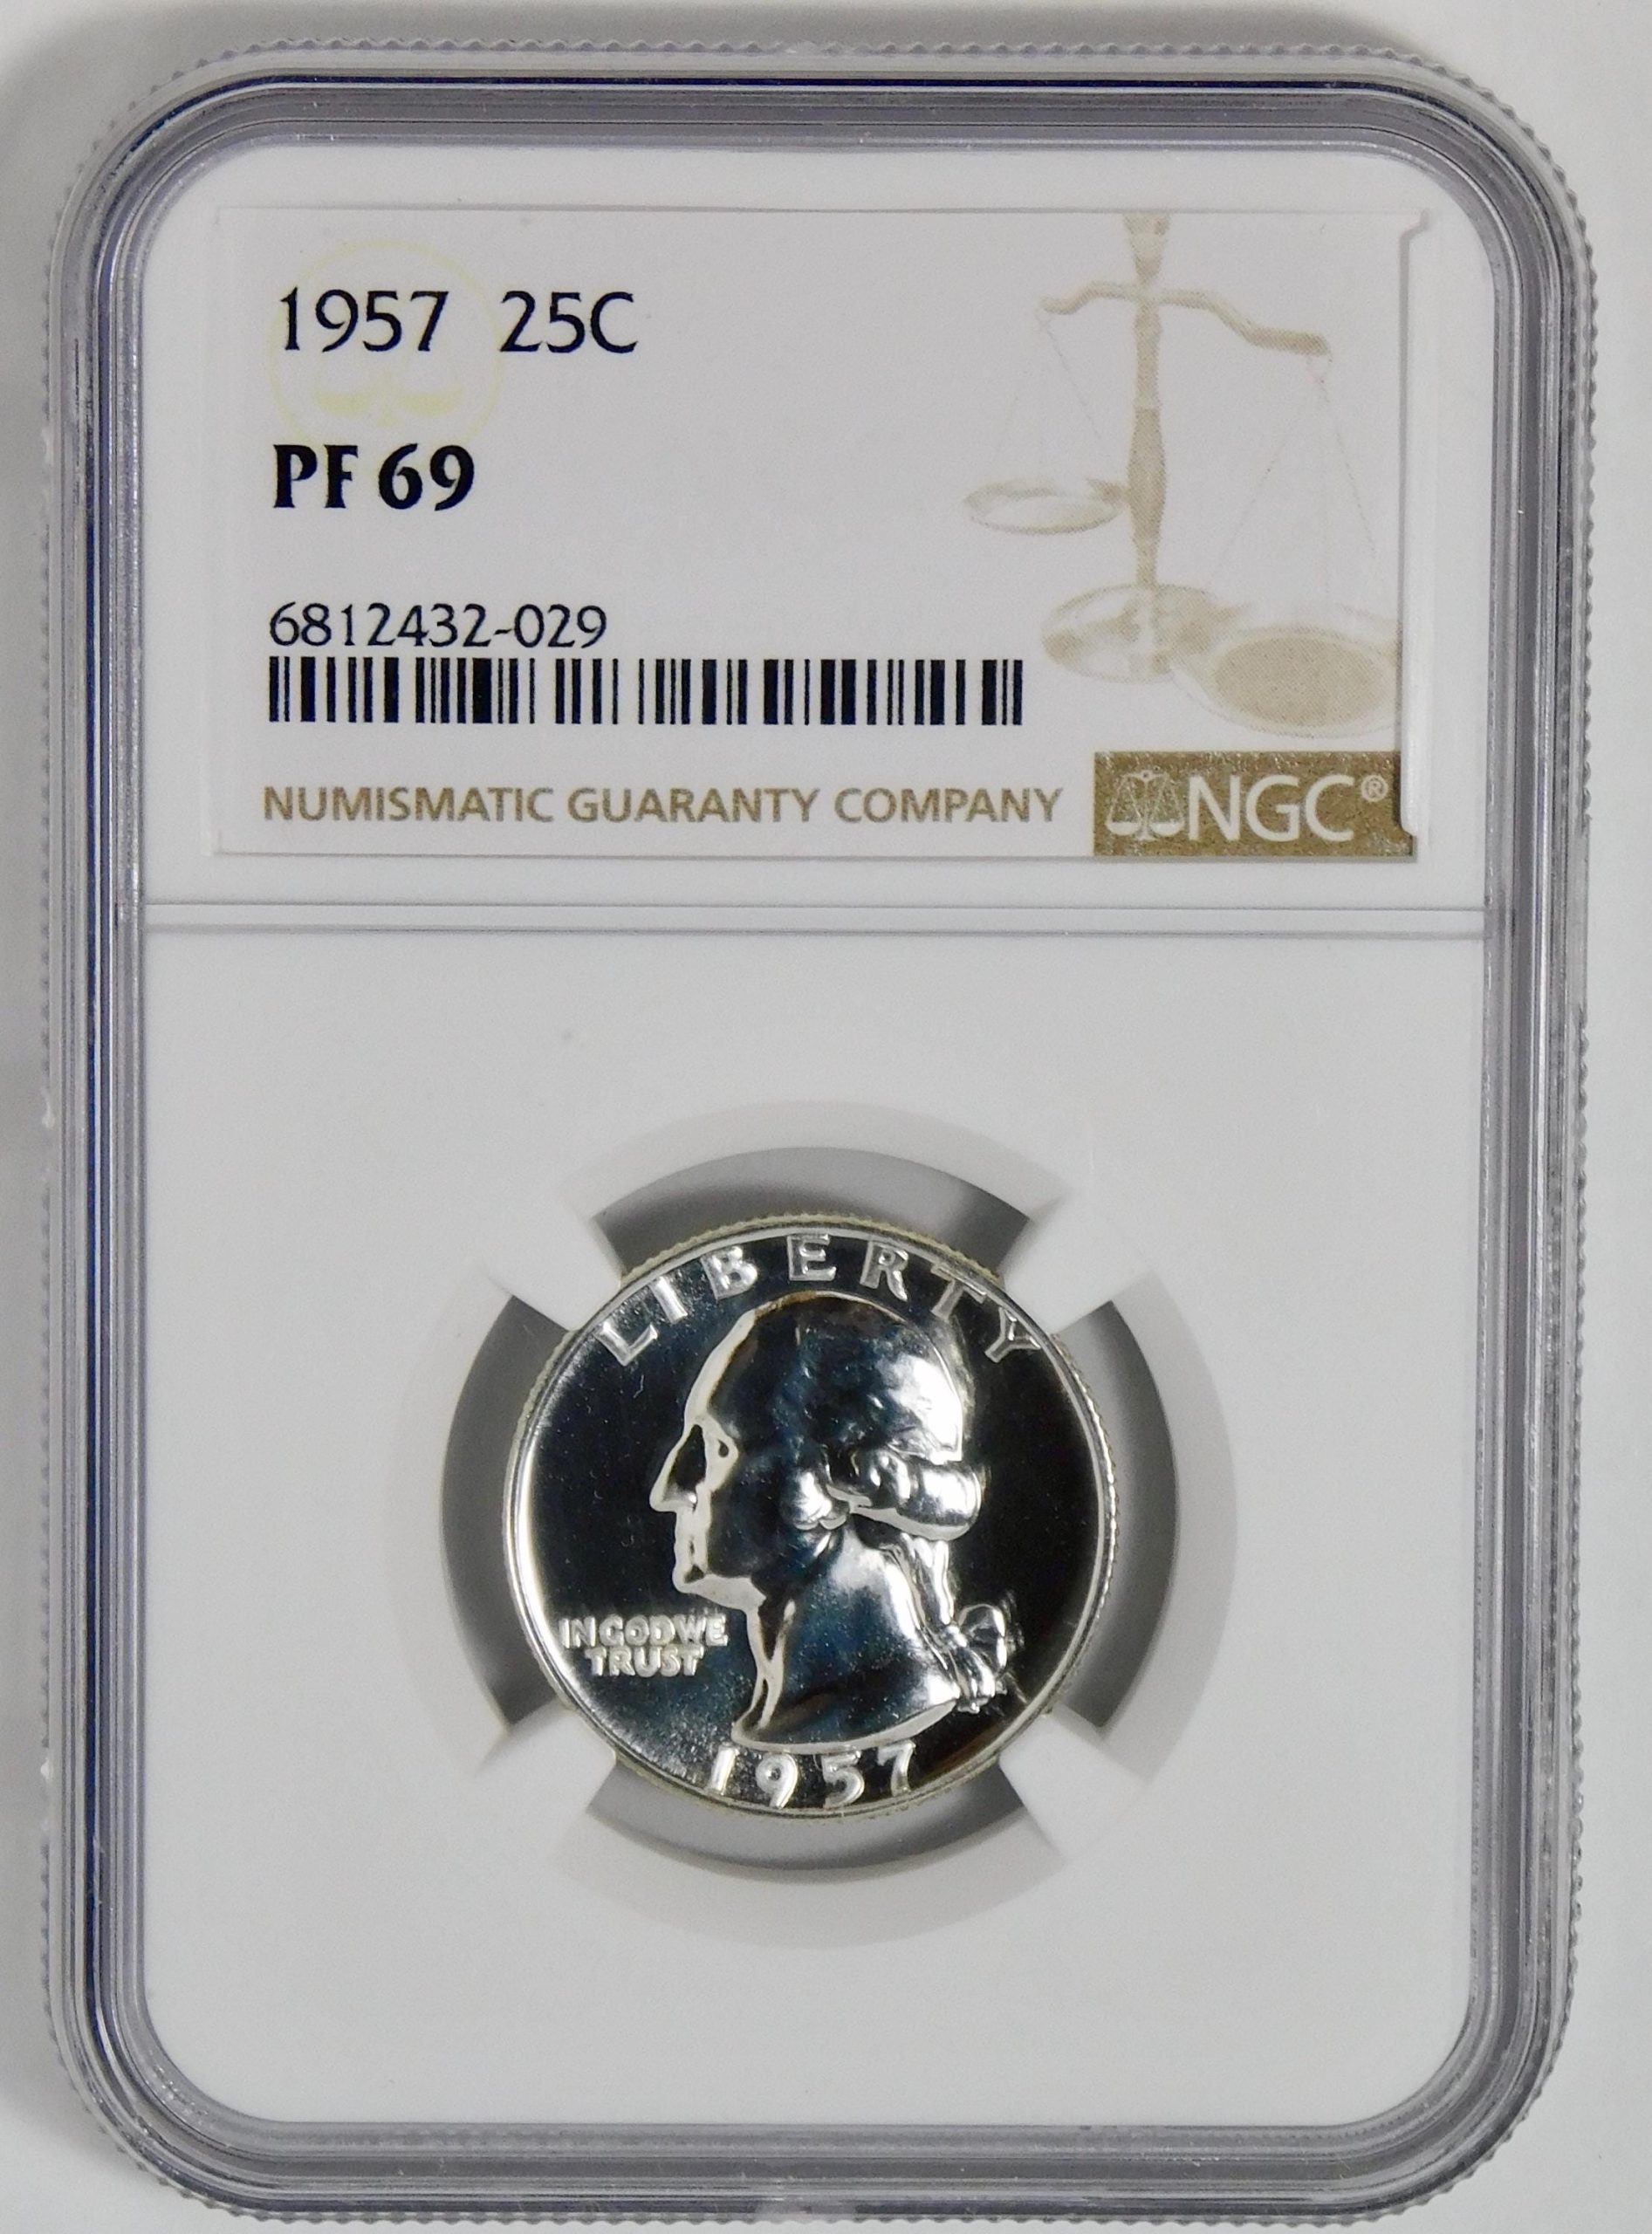 1957 25C
PF 69
6812432-029
NUMISMATIC GUARANTY COMPANY
NGC®
LIBERTY
IN GOD WE
TRUST
1957